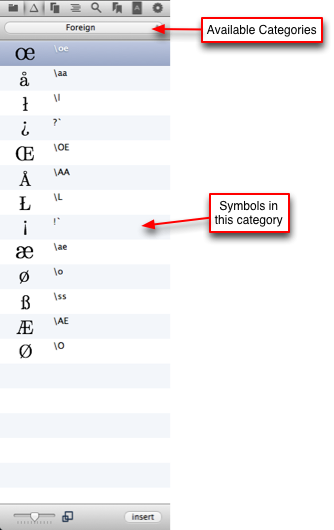 Foreign
Available Categories
œ \oe
å \aa
ł \l
¿ ?`
Œ \OE
Å \AA
Ł \L
¡ !`
Symbols in
this category
æ \ae
ø \o
ß \ss
Æ \AE
Ø \O
insert